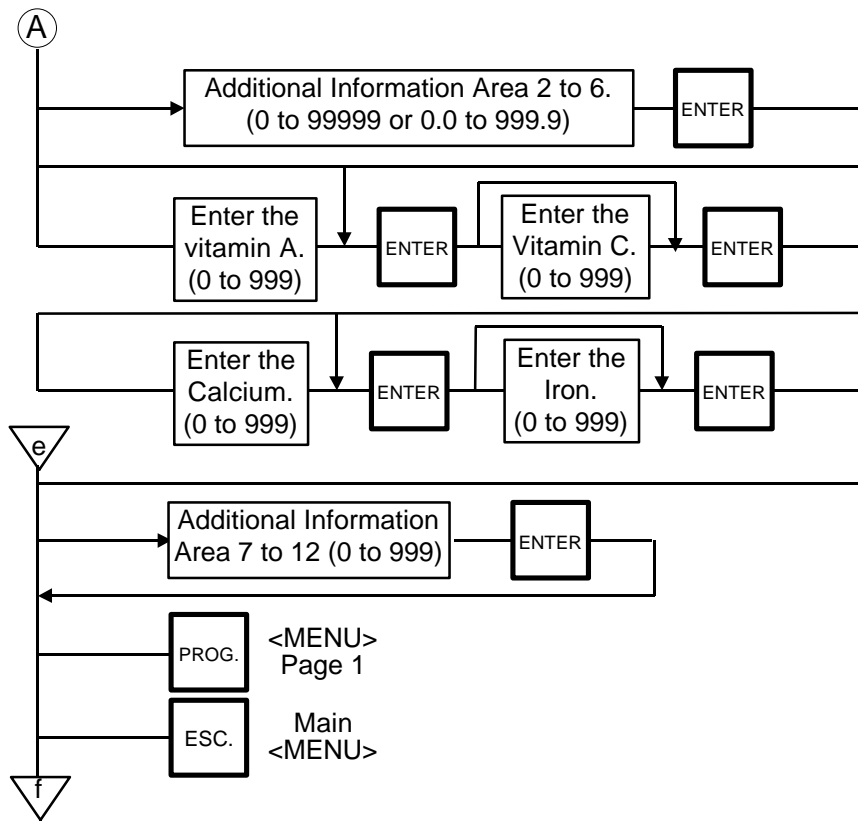 A
Additional Information Area 2 to 6.
(0 to 99999 or 0.0 to 999.9)
ENTER
Enter the
vitamin A.
(0 to 999)
ENTER
Enter the
Vitamin C.
(0 to 999)
ENTER
Enter the
Calcium.
(0 to 999)
ENTER
Enter the
Iron.
(0 to 999)
ENTER
e
Additional Information
Area 7 to 12 (0 to 999)
ENTER
PROG.
<MENU>
Page 1
ESC.
Main
<MENU>
f